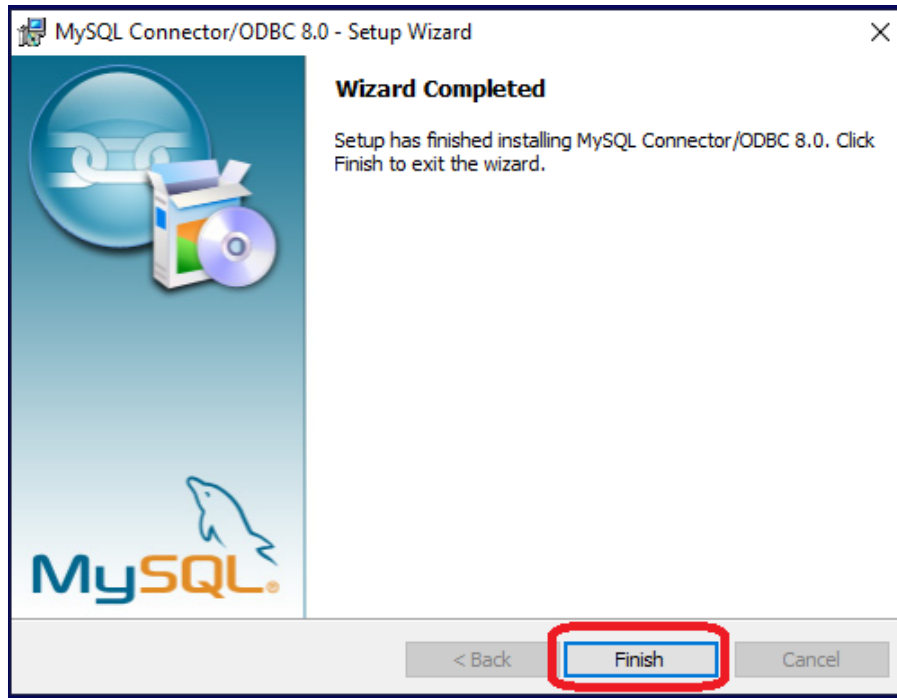 MySQL Connector/ODBC 8.0 - Setup Wizard
Wizard Completed
Setup has finished installing MySQL Connector/ODBC 8.0. Click
Finish to exit the wizard.
MySQL®
< Back
Finish
Cancel